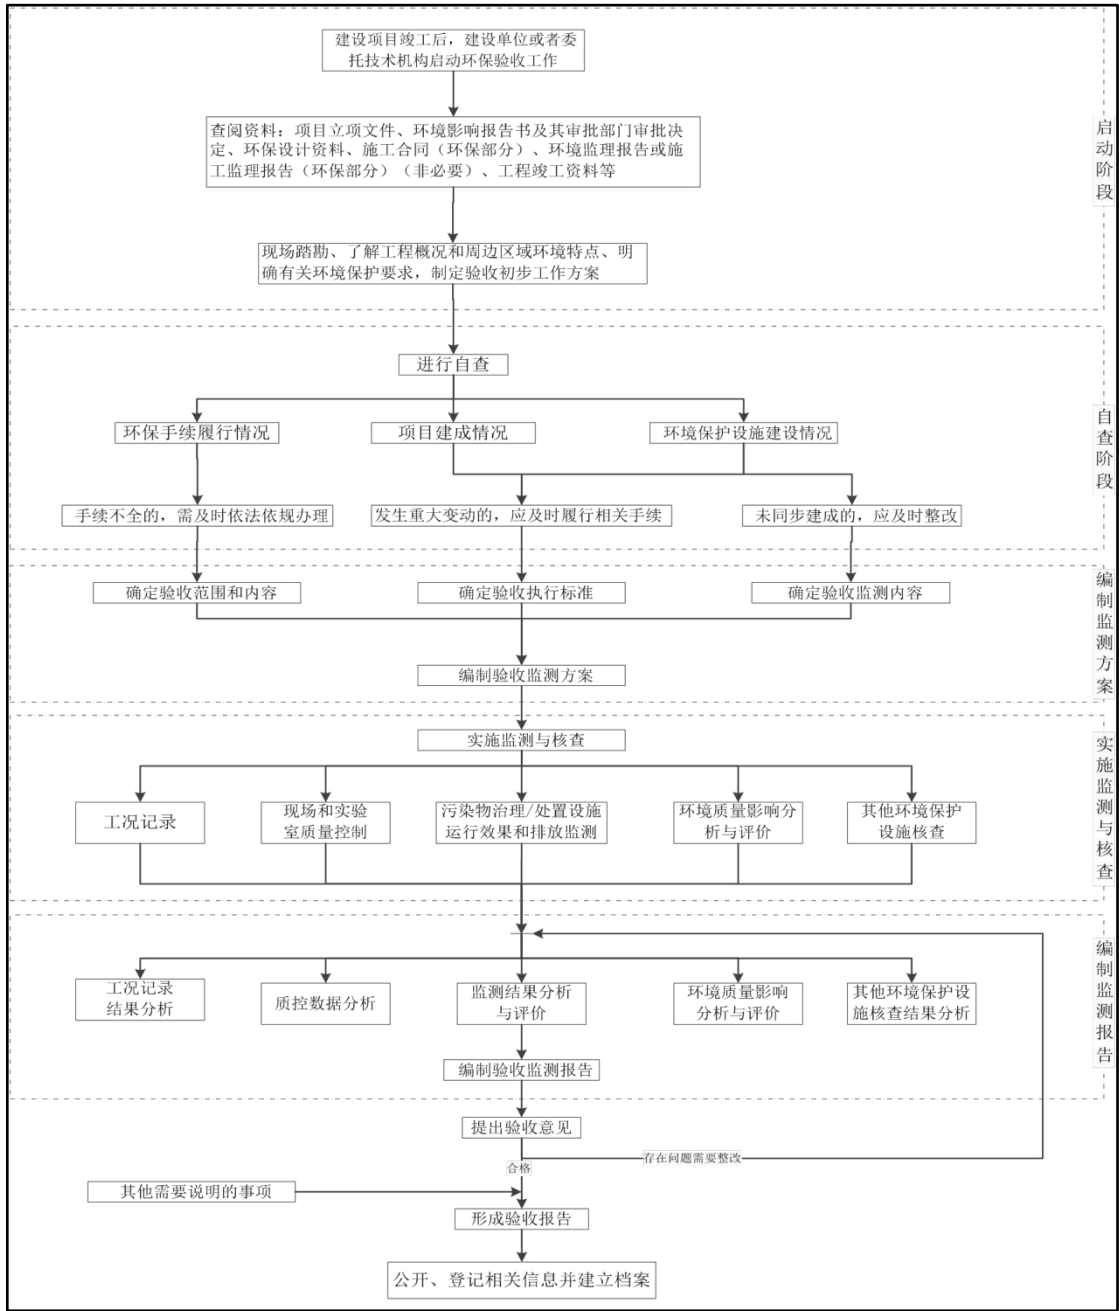 建设项目竣工后，建设单位或者委
托技术机构启动环保验收工作
查阅资料：项目立项文件、环境影响报告书及其审批部门审批决
定、环保设计资料、施工合同（环保部分）、环境监理报告或施
工监理报告（环保部分）（非必要）、工程竣工资料等
现场踏勘、了解工程概况和周边区域环境特点、明
确有关环境保护要求，制定验收初步工作方案
启动阶段
进行自查
环保手续履行情况
项目建成情况
环境保护设施建设情况
手续不全的，需及时依法依规办理
发生重大变动的，应及时履行相关手续
未同步建成的，应及时整改
自查阶段
确定验收范围和内容
确定验收执行标准
确定验收监测内容
编制验收监测方案
编制监测方案
实施监测与核查
工况记录
现场和实验
室质量控制
污染物治理/处置设施
运行效果和排放监测
环境质量影响分
析与评价
其他环境保护
设施核查
实施监测与核查
工况记录
结果分析
质控数据分析
监测结果分析
与评价
环境质量影响
分析与评价
其他环境保护设
施核查结果分析
编制验收监测报告
编制监测报告
提出验收意见
存在问题需要整改
合格
其他需要说明的事项
形成验收报告
公开、登记相关信息并建立档案